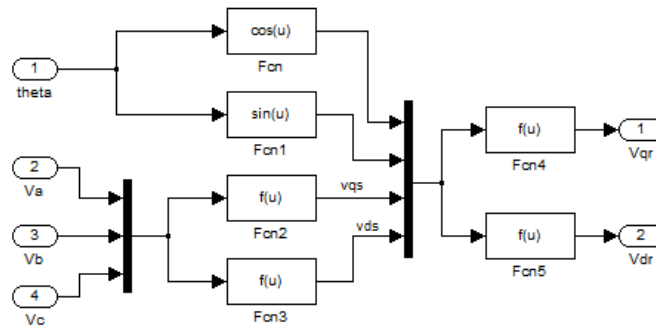 cos(u)
1
Fcn
theta
sin(u)
f(u)
1
Fcn1
Fcn4
Vqr
2
Va
f(u)
vqs
3
Fcn2
vds
f(u)
2
Vb
Fcn5
Vdr
4
f(u)
Vc
Fcn3